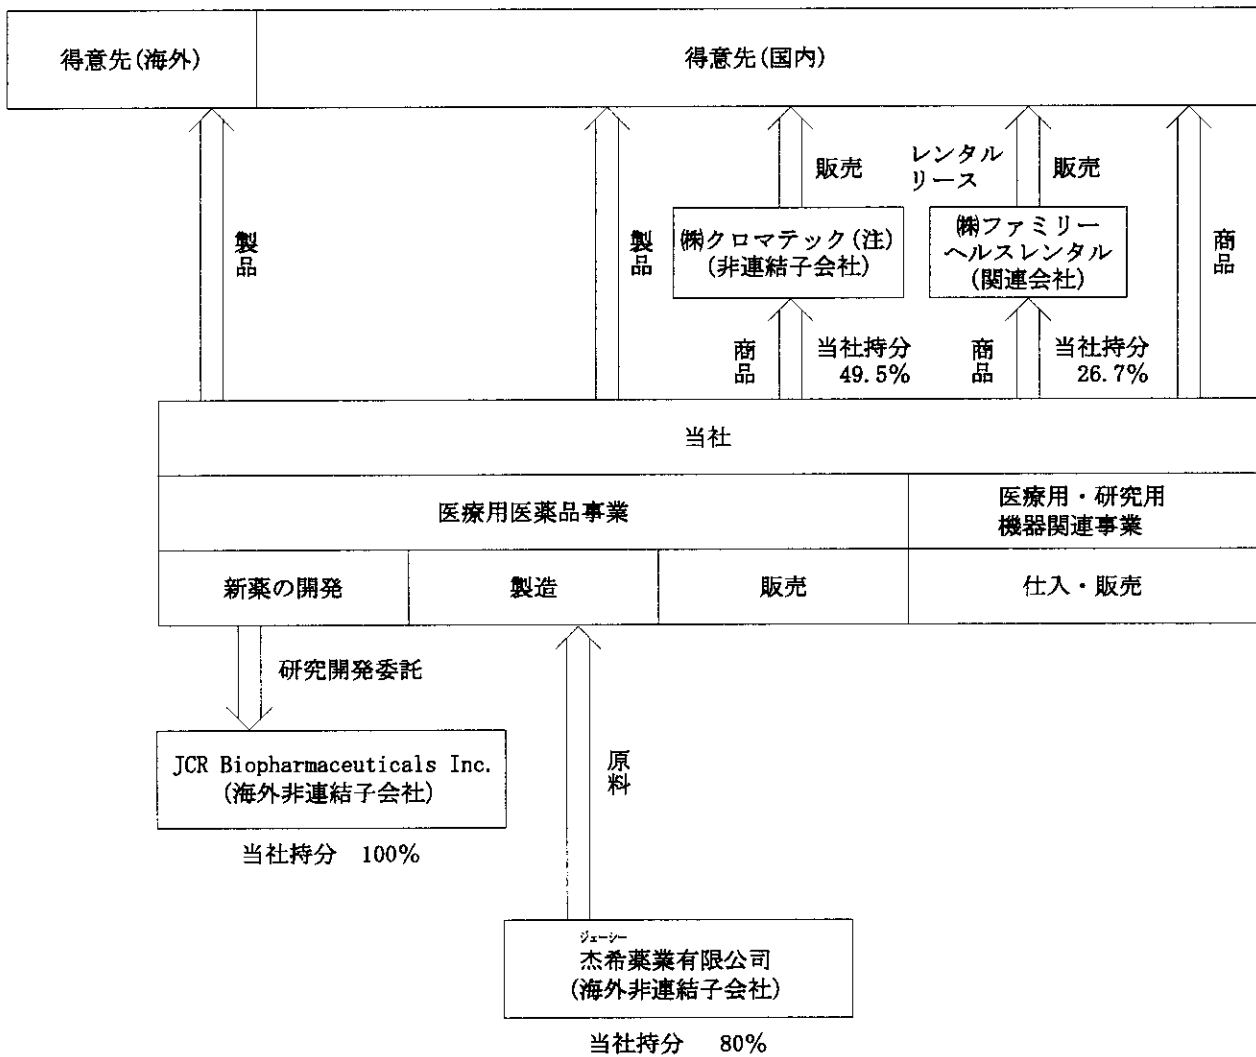 得意先(海外)
得意先(国内)
製品
製品
販売
レンタル
リース
販売
商品
㈱クロマテック(注)
(非連結子会社)
㈱ファミリー
ヘルスレンタル
(関連会社)
商品
当社持分
49.5%
商品
当社持分
26.7%
当社
医療用医薬品事業
医療用・研究用
機器関連事業
新薬の開発
製造
販売
仕入・販売
研究開発委託
JCR Biopharmaceuticals Inc.
(海外非連結子会社)
当社持分 100%
原料
ジェーシー
杰希薬業有限公司
(海外非連結子会社)
当社持分 80%